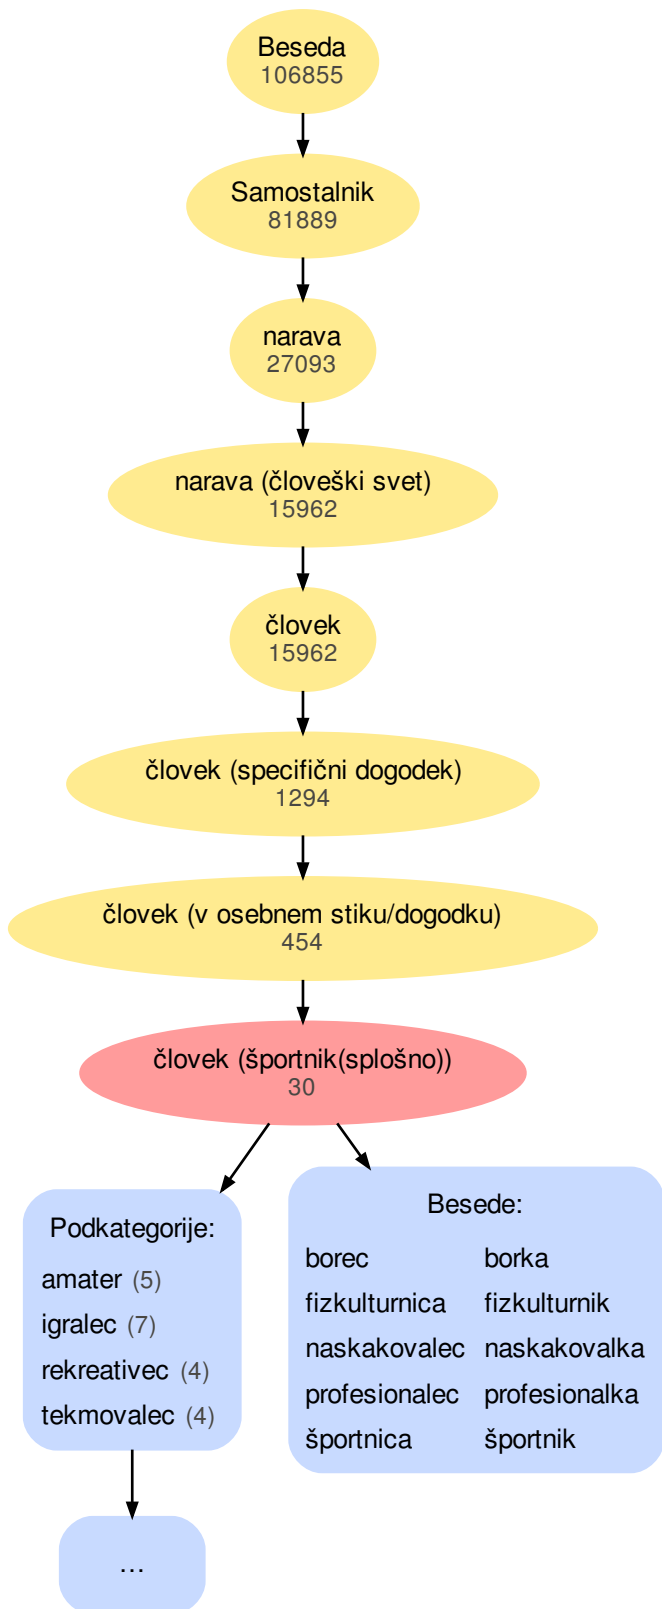 Beseda
106855
Samostalnik
81889
narava
27093
narava (človeški svet)
15962
človek
15962
človek (specifični dogodek)
1294
človek (v osebnem stiku/dogodku)
454
človek (športnik(splošno))
30
Podkategorije:
amater (5)
igralec (7)
rekreativec (4)
tekmovalec (4)
Besede:
borec borka
fizkulturnica fizkulturnik
naskakovalec naskakovalka
profesionalec profesionalka
športnica športnik
...